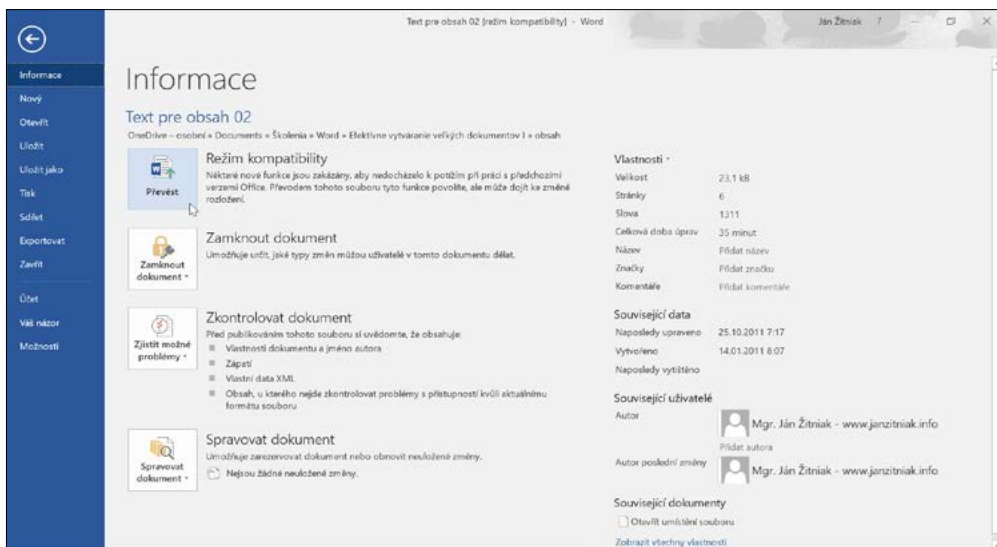 Text pre obsah 02 [režim kompatibility] - Word
Ján Žitniak
?
Informace
Nový
Otevřít
Uložit
Uložit jako
Tisk
Sdílet
Exportovat
Zavřít
Účet
Váš názor
Možnosti
Informace
Text pre obsah 02
OneDrive – osobní » Documents » Školenia » Word » Efektívne vytváranie veľkých dokumentov I » obsah
Převést
Režim kompatibility
Některé nové funkce jsou zakázány, aby nedocházelo k potížím při práci s předchozími
verzemi Office. Převodem tohoto souboru tyto funkce povolíte, ale může dojít ke změně
rozložení.
Zamknout
dokument
Zamknout dokument
Umožňuje určit, jaké typy změn můžou uživatelé v tomto dokumentu dělat.
Zjistit možné
problémy
Zkontrolovat dokument
Před publikováním tohoto souboru si uvědomte, že obsahuje:
Vlastnosti dokumentu a jméno autora
Zápatí
Vlastní data XML
Obsah, u kterého nejde zkontrolovat problémy s přístupností kvůli aktuálnímu
formátu souboru
Spravovat
dokument
Spravovat dokument
Umožňuje zarezervovat dokument nebo obnovit neuložené změny.
Nejsou žádné neuložené změny.
Vlastnosti
Velikost 23,1 kB
Stránky 6
Slova 1311
Celková doba úprav 35 minut
Název Přidat název
Značky Přidat značku
Komentáře Přidat komentáře
Související data
Naposledy upraveno 25.10.2011 7:17
Vytvořeno 14.01.2011 8:07
Naposledy vytištěno
Související uživatelé
Autor
Mgr. Ján Žitniak - www.janzitniak.info
Přidat autora
Autor poslední změny
Mgr. Ján Žitniak - www.janzitniak.info
Související dokumenty
Otevřít umístění souboru
Zobrazit všechny vlastnosti